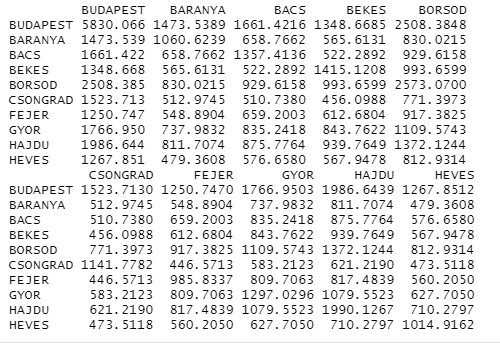 BUDAPEST BARANYA BACS BEKES BORSOD
BUDAPEST 5830.066 1473.5389 1661.4216 1348.6685 2508.3848
BARANYA 1473.539 1060.6239 658.7662 565.6131 830.0215
BACS 1661.422 658.7662 1357.4136 522.2892 929.6158
BEKES 1348.668 565.6131 522.2892 1415.1208 993.6599
BORSOD 2508.385 830.0215 929.6158 993.6599 2573.0700
CSONGRAD 1523.713 512.9745 510.7380 456.0988 771.3973
FEJER 1250.747 548.8904 659.2003 612.6804 917.3825
GYOR 1766.950 737.9832 835.2418 843.7622 1109.5743
HAJDU 1986.644 811.7074 875.7764 939.7649 1372.1244
HEVES 1267.851 479.3608 576.6580 567.9478 812.9314
CSONGRAD FEJER GYOR HAJDU HEVES
BUDAPEST 1523.7130 1250.7470 1766.9503 1986.6439 1267.8512
BARANYA 512.9745 548.8904 737.9832 811.7074 479.3608
BACS 510.7380 659.2003 835.2418 875.7764 576.6580
BEKES 456.0988 612.6804 843.7622 939.7649 567.9478
BORSOD 771.3973 917.3825 1109.5743 1372.1244 812.9314
CSONGRAD 1141.7782 446.5713 583.2123 621.2190 473.5118
FEJER 446.5713 985.8337 809.7063 817.4839 560.2050
GYOR 583.2123 809.7063 1297.0296 1079.5523 627.7050
HAJDU 621.2190 817.4839 1079.5523 1990.1267 710.2797
HEVES 473.5118 560.2050 627.7050 710.2797 1014.9162